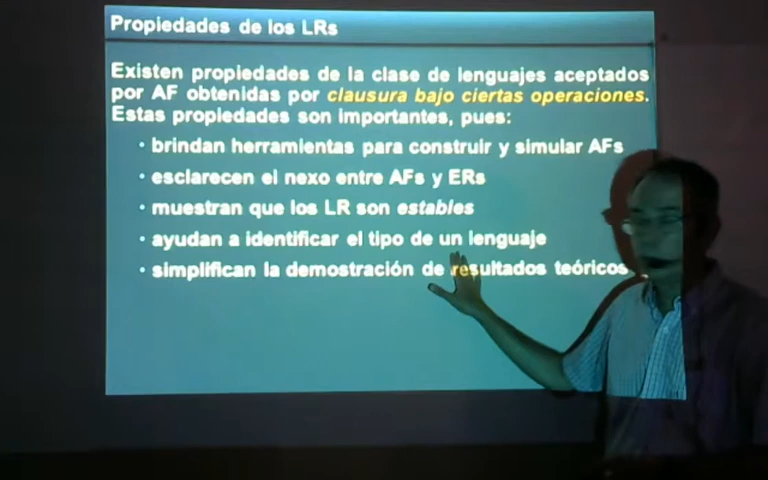 Propiedades de los LRs
Existen propiedades de la clase de lenguajes aceptados
por AF obtenidas por clausura bajo ciertas operaciones.
Estas propiedades son importantes, pues:
• brindan herramientas para construir y simular AFs
• esclarecen el nexo entre AFs y ERs
• muestran que los LR son estables
• ayudan a identificar el tipo de un lenguaje
• simplifican la demostración de resultados teóricos